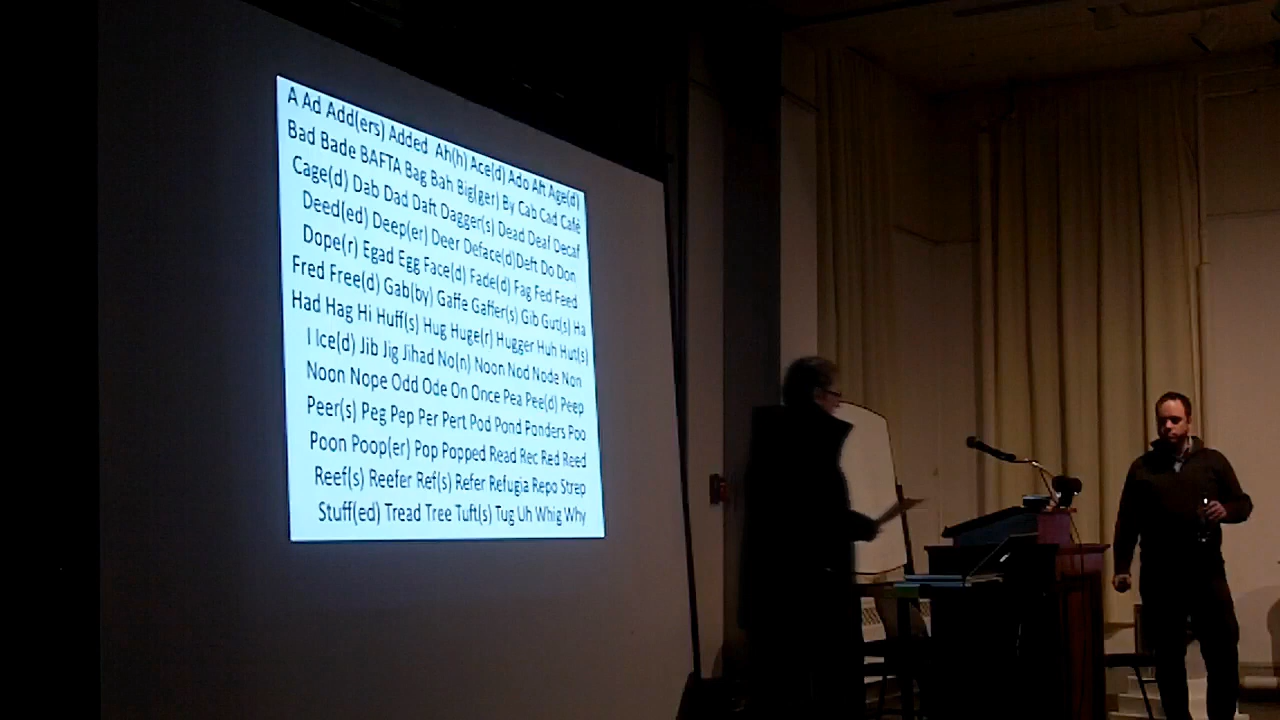 A Ad Add(ers) Added Ah(h) Ace(d) Ado Aft Age(d)
Bad Bade BAFTA Bag Bah Big(ger) By Cab Cad Cafè
Cage(d) Dab Dad Daft Dagger(s) Dead Deaf Decaf
Deed(ed) Deep(er) Deer Deface(d)Deft Do Don
Dope(r) Egad Egg Face(d) Fade(d) Fag Fed Feed
Fred Free(d) Gab(by) Gaffe Gaffer(s) Gib Gut(s) Ha
Had Hag Hi Huff(s) Hug Huge(r) Hugger Huh Hut(s)
I Ice(d) Jib Jig Jihad No(n) Noon Nod Node Non
Noon Nope Odd Ode On Once Pea Pee(d) Peep
Peer(s) Peg Pep Per Pert Pod Pond Fonders Poo
Poon Poop(er) Pop Popped Read Rec Red Reed
Reef(s) Reefer Ref(s) Refer Refugia Repo Strep
Stuff(ed) Tread Tree Tuft(s) Tug Uh Whig Why